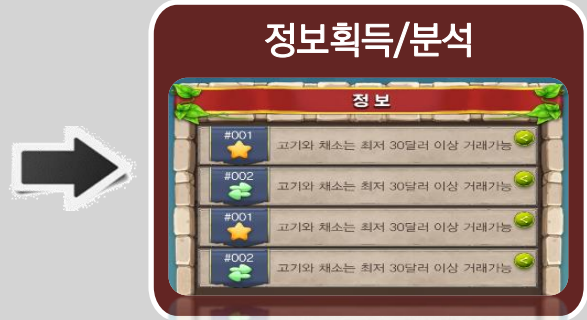 정보획득/분석
정보
#001
고기와 채소는 최저 30달러 이상 거래가능
#002
고기와 채소는 최저 30달러 이상 거래가능
#001
고기와 채소는 최저 30달러 이상 거래가능
#002
고기와 채소는 최저 30달러 이상 거래가능